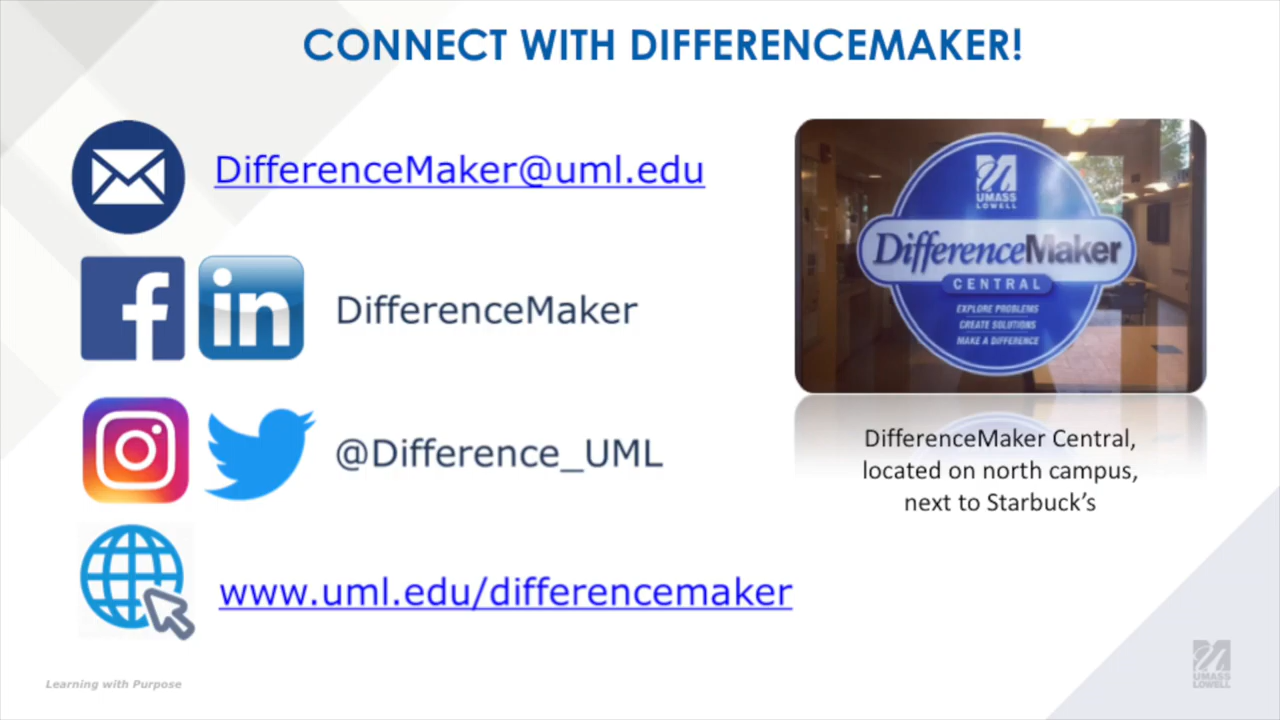 CONNECT WITH DIFFERENCEMAKER!
DifferenceMaker@uml.edu
DifferenceMaker
@Difference_UML
www.uml.edu/differencemaker
UMASS
LOWELL
DifferenceMaker
CENTRAL
EXPLORE PROBLEMS
CREATE SOLUTIONS
MAKE A DIFFERENCE
DifferenceMaker Central,
located on north campus,
next to Starbuck's
Learning with Purpose
UMASS
LOWELL